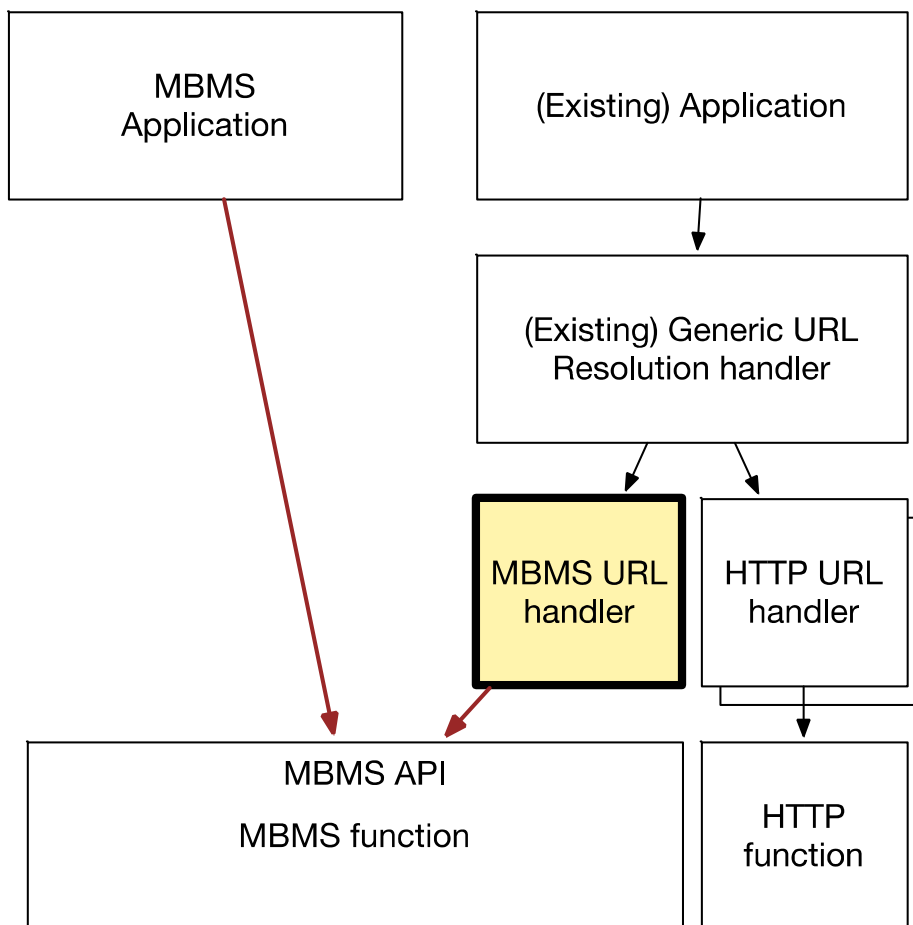 MBMS
Application
(Existing) Application
(Existing) Generic URL
Resolution handler
MBMS URL
handler
HTTP URL
handler
MBMS API
MBMS function
HTTP
function